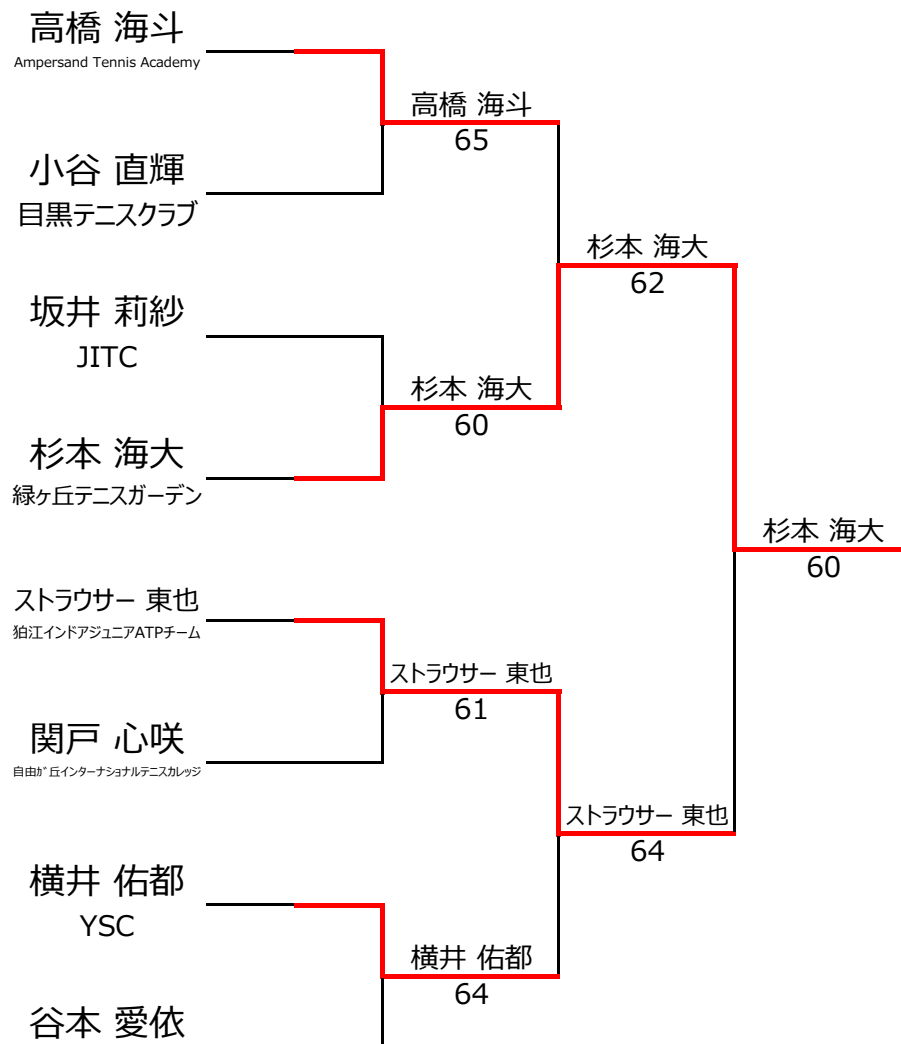 高橋 海斗
Ampersand Tennis Academy
高橋 海斗
65
小谷 直輝
目黒テニスクラブ
杉本 海大
62
坂井 莉紗
JITC
杉本 海大
60
杉本 海大
緑ヶ丘テニスガーデン
杉本 海大
60
ストラウサー 東也
狛江インドアジュニアATPチーム
ストラウサー 東也
61
関戸 心咲
自由が丘インターナショナルテニスカレッジ
ストラウサー 東也
64
横井 佑都
YSC
横井 佑都
64
谷本 愛依